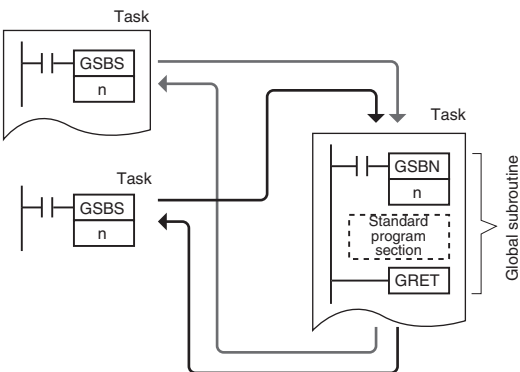 Task
GSBS
n
Task
GSBS
n
Task
GSBN
n
Standard
program
section
GRET
Global subroutine